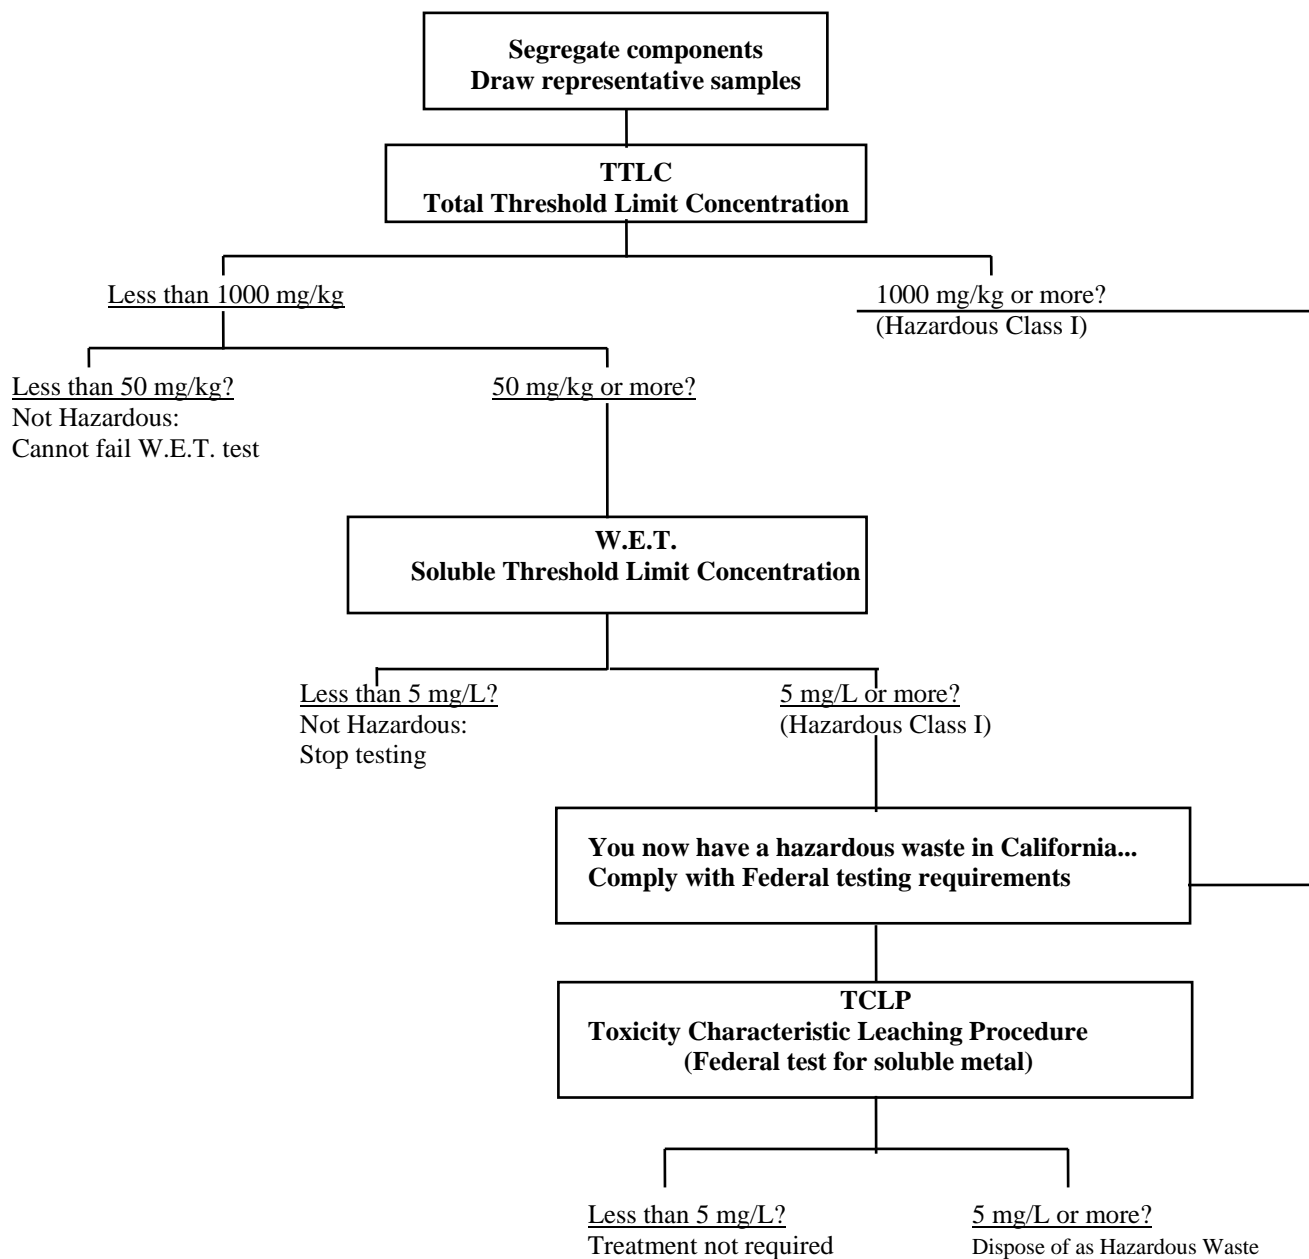 Segregate components
Draw representative samples
TTLC
Total Threshold Limit Concentration
Less than 1000 mg/kg
1000 mg/kg or more?
(Hazardous Class I)
Less than 50 mg/kg?
Not Hazardous:
Cannot fail W.E.T. test
50 mg/kg or more?
W.E.T.
Soluble Threshold Limit Concentration
Less than 5 mg/L?
Not Hazardous:
Stop testing
5 mg/L or more?
(Hazardous Class I)
You now have a hazardous waste in California...
Comply with Federal testing requirements
TCLP
Toxicity Characteristic Leaching Procedure
(Federal test for soluble metal)
Less than 5 mg/L?
Treatment not required
5 mg/L or more?
Dispose of as Hazardous Waste